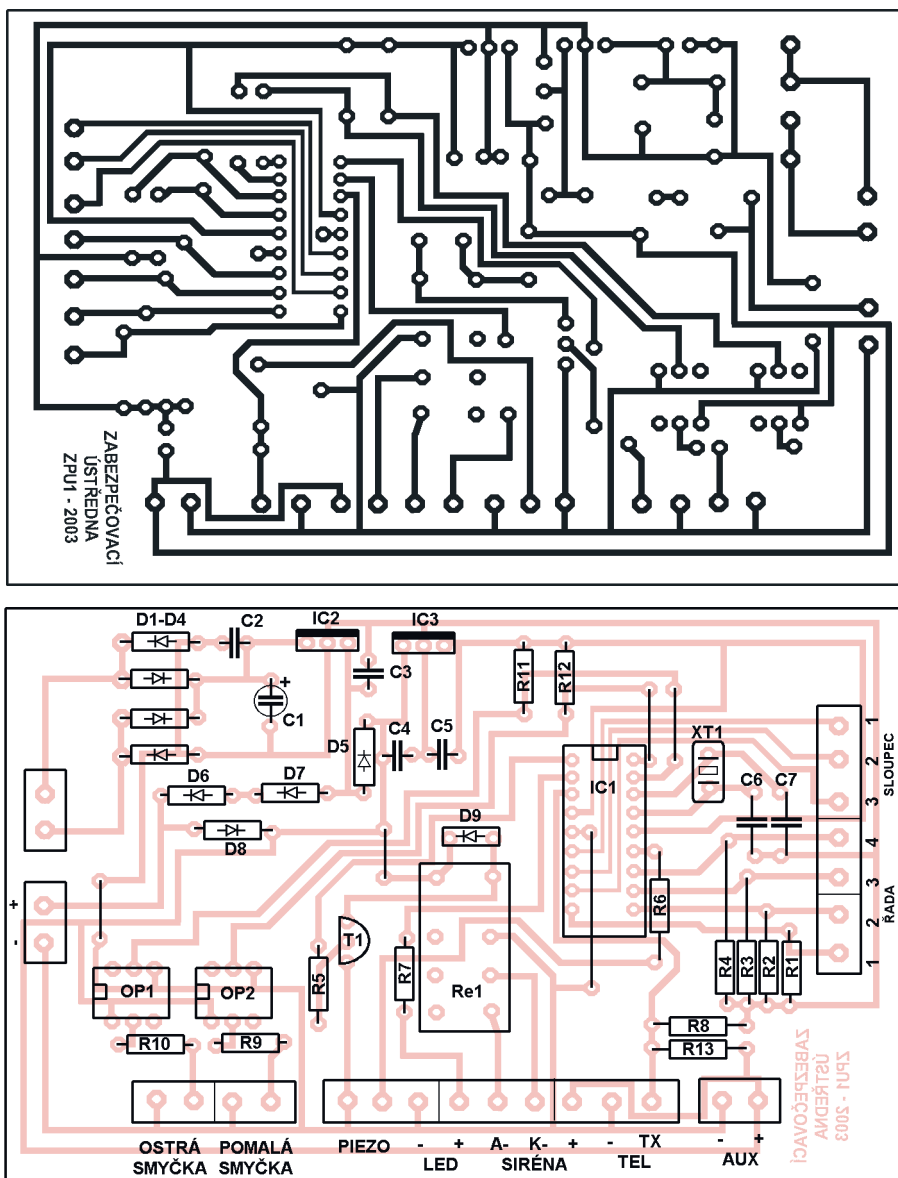 ZABEZPEČOVACÍ
ÚSTŘEDNA
ZPU1 - 2003
D1-D4
C2
IC2
IC3
C3
R11
R12
+
C1
D5
C4
C5
XT1
1
SLOUPEC
2
IC1
D6
D7
C6
C7
3
D8
D9
4
3
ŘADA
R6
+
-
T1
2
R4
R3
R2
R1
1
OP1
OP2
R5
R7
Re1
R10
R9
R8
R13
ZABEZPEČOVACÍ
ÚSTŘEDNA
ZPU1 - 2003
OSTRÁ
SMYČKA
POMALÁ
SMYČKA
PIEZO
- +
LED
A- K- +
SIRÉNA
- TX
TEL
- +
AUX